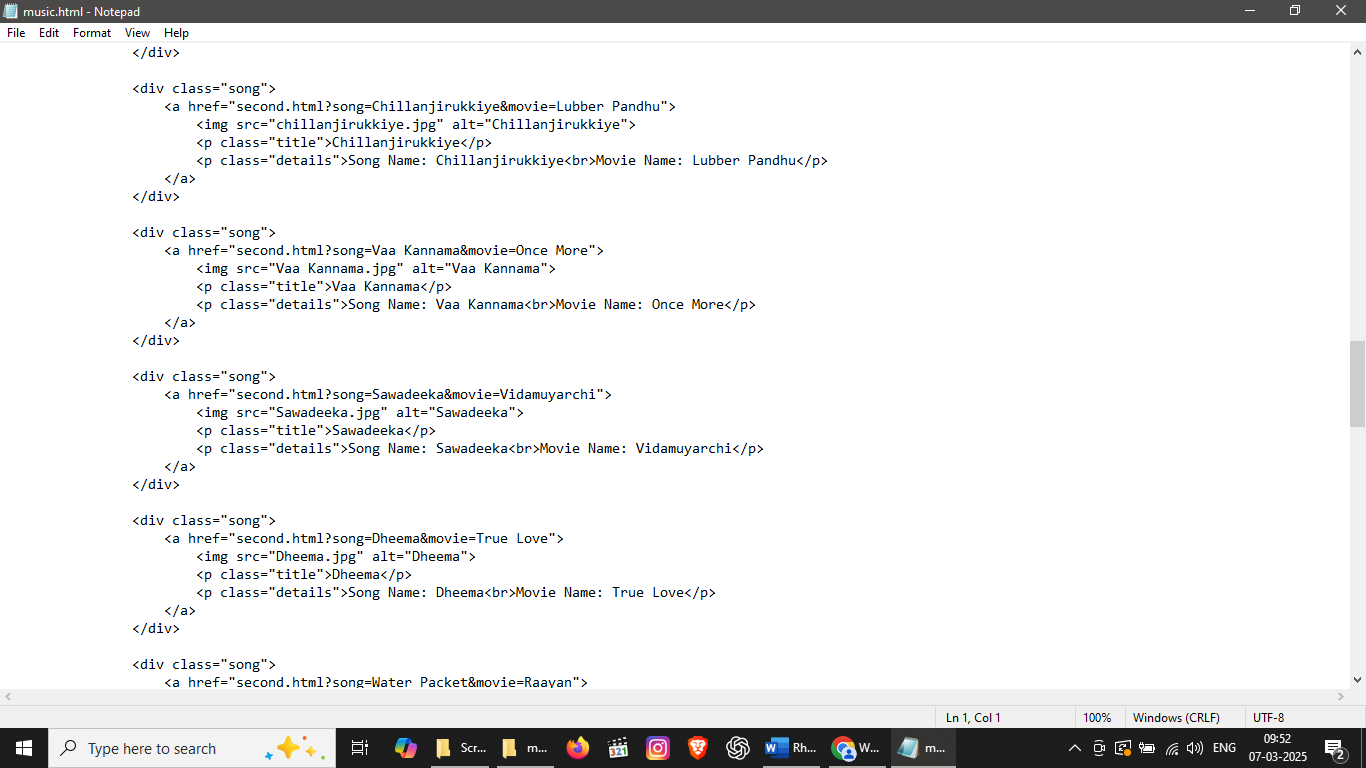 music.html - Notepad
File Edit Format View Help
</div>
<div class="song">
<a href="second.html?song=Chillanjirukkiye&movie=Lubber Pandhu">
<img src="chillanjirukkiye.jpg" alt="Chillanjirukkiye">
<p class="title">Chillanjirukkiye</p>
<p class="details">Song Name: Chillanjirukkiye<br>Movie Name: Lubber Pandhu</p>
</a>
</div>
<div class="song">
<a href="second.html?song=Vaa Kannama&movie=Once More">
<img src="Vaa Kannama.jpg" alt="Vaa Kannama">
<p class="title">Vaa Kannama</p>
<p class="details">Song Name: Vaa Kannama<br>Movie Name: Once More</p>
</a>
</div>
<div class="song">
<a href="second.html?song=Sawadeeka&movie=Vidamuyarchi">
<img src="Sawadeeka.jpg" alt="Sawadeeka">
<p class="title">Sawadeeka</p>
<p class="details">Song Name: Sawadeeka<br>Movie Name: Vidamuyarchi</p>
</a>
</div>
<div class="song">
<a href="second.html?song=Dheema&movie=True Love">
<img src="Dheema.jpg" alt="Dheema">
<p class="title">Dheema</p>
<p class="details">Song Name: Dheema<br>Movie Name: True Love</p>
</a>
</div>
<div class="song">
<a href="second.html?song=Water Packet&movie=Raayan">
Ln 1, Col 1 100% Windows (CRLF) UTF-8
Type here to search Scr... m... 321 Rh... W... m... ENG 09:52
07-03-2025 2